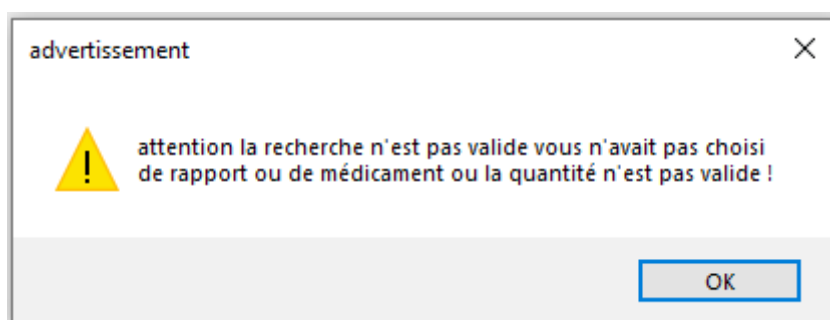 advertissement
attention la recherche n'est pas valide vous n'avait pas choisi
de rapport ou de médicament ou la quantité n'est pas valide !
OK